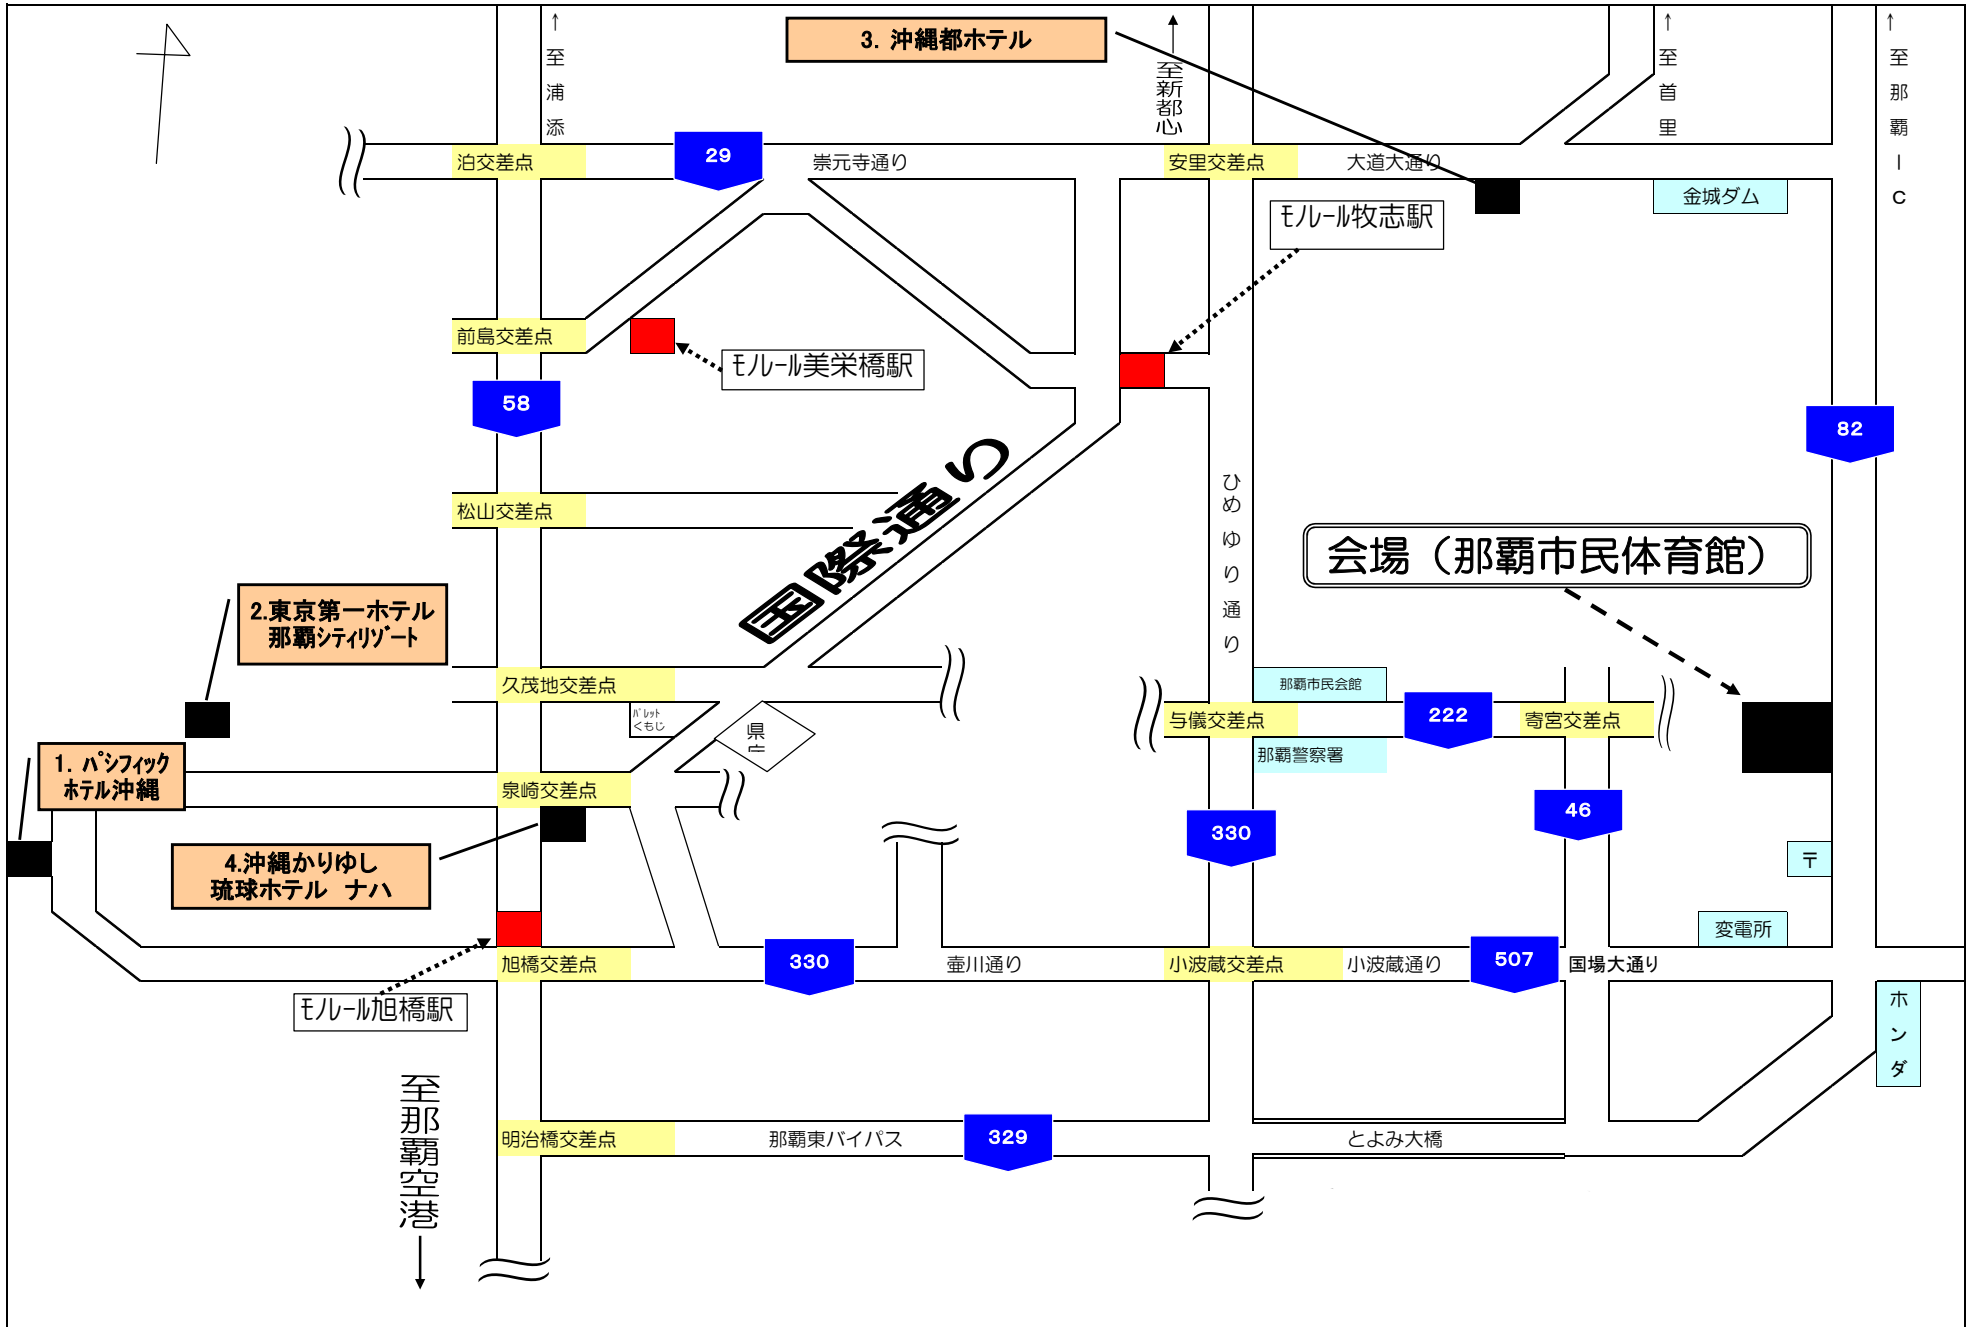 3. 沖縄都ホテル
↑至浦添
↑至新都心
↑至首里
↑至那覇ＩＣ
泊交差点
29
崇元寺通り
安里交差点
大道大通り
金城ダム
ﾓﾉﾚｰﾙ牧志駅
前島交差点
ﾓﾉﾚｰﾙ美栄橋駅
58
82
国際通り
ひめゆり通り
松山交差点
会場（那覇市民体育館）
2.東京第一ホテル
那覇ｼﾃｨﾘｿﾞｰﾄ
久茂地交差点
ﾊﾟﾚｯﾄ
くもじ
県
那覇市民会館
与儀交差点
222
寄宮交差点
那覇警察署
1. ﾊﾟｼﾌｨｯｸ
ﾎﾃﾙ沖縄
泉崎交差点
46
330
〒
4.沖縄かりゆし
琉球ホテル　ナハ
変電所
旭橋交差点
330
壷川通り
小波蔵交差点
小波蔵通り
507
国場大通り
ﾓﾉﾚｰﾙ旭橋駅
ホンダ
至那覇空港
明治橋交差点
那覇東バイパス
329
とよみ大橋